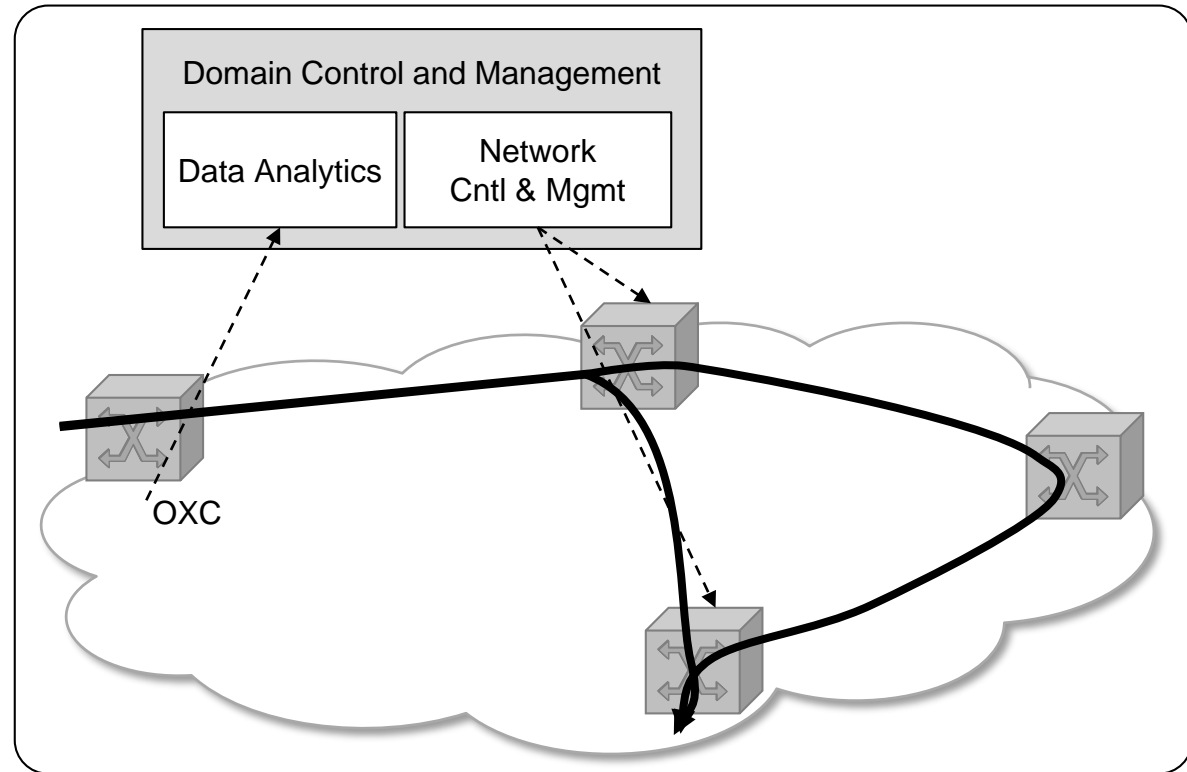 Domain Control and Management
Data Analytics
Network
Cntl & Mgmt
OXC